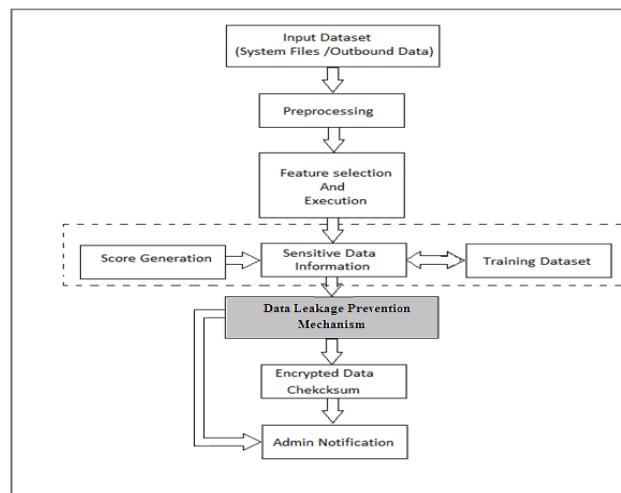 Input Dataset
(System Files /Outbound Data)
Preprocessing
Feature selection
And
Execution
Score Generation
Sensitive Data
Information
Training Dataset
Data Leakage Prevention
Mechanism
Encrypted Data
Chekcksum
Admin Notification